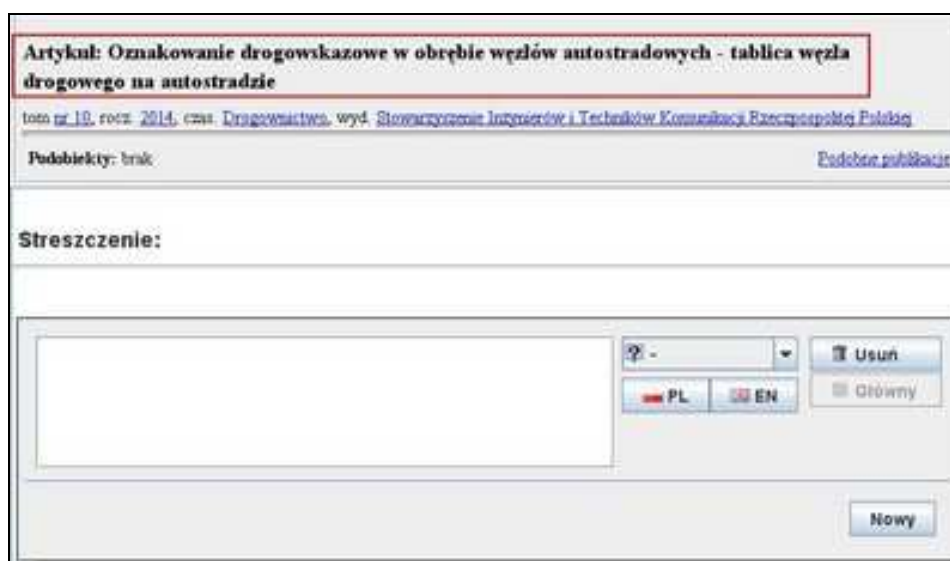 Artykuł: Oznakowanie drogowskazowe w obrębie węzłów autostradowych - tablica węzła
drogowego na autostradzie
tom nr 10, rocz. 2014, czas. Drogownictwo, wyd. Stowarzyszenie Inżynierów i Techników Komunikacji Rzeczpospolitej Polskiej
Podobiekty: brak
Podobne publikacje
Streszczenie:
? -
Usuń
PL
EN
Główny
Nowy